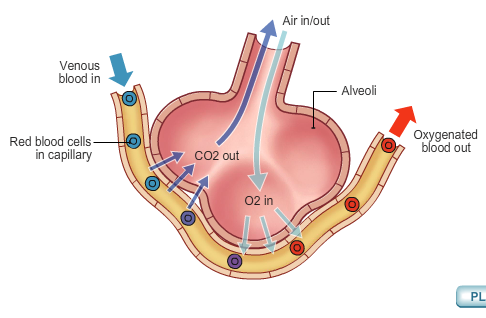 Air in/out
Venous
blood in
Alveoli
Red blood cells
in capillary
Oxygenated
blood out
CO2 out
O2 in
PL